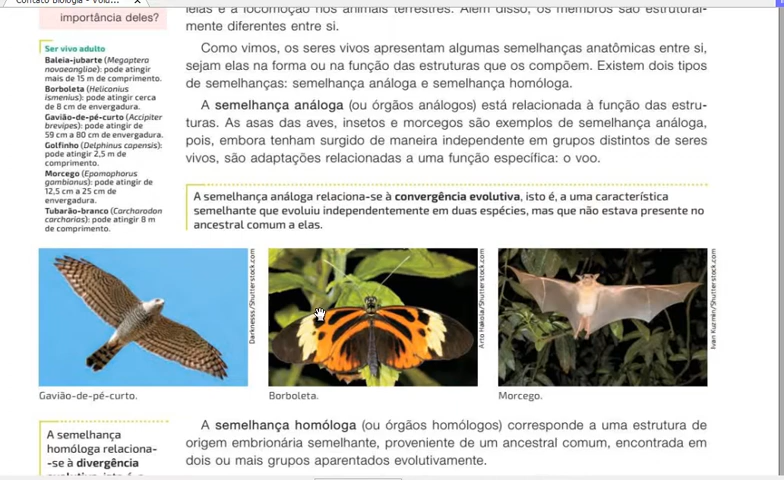 Contato Biologia - Volu...
importância deles?
Ser vivo adulto
Baleia-jubarte (Megaptera
novaeangliae): pode atingir
mais de 15 m de comprimento.
Borboleta (Heliconius
ismenius): pode atingir cerca
de 8 cm de envergadura.
Gavião-de-pé-curto (Accipiter
brevipes): pode atingir de
59 cm a 80 cm de envergadura.
Golfinho (Delphinus capensis):
pode atingir 2,5 m de
comprimento.
Morcego (Epomophorus
gambianus): pode atingir de
12,5 cm a 25 cm de
envergadura.
Tubarão-branco (Carcharodon
carcharias): pode atingir 8 m
de comprimento.
leias e a locomoção nos animais terrestres. Além disso, os membros são estrutural-
mente diferentes entre si.
Como vimos, os seres vivos apresentam algumas semelhanças anatômicas entre si,
sejam elas na forma ou na função das estruturas que os compõem. Existem dois tipos
de semelhanças: semelhança análoga e semelhança homóloga.
A semelhança análoga (ou órgãos análogos) está relacionada à função das estru-
turas. As asas das aves, insetos e morcegos são exemplos de semelhança análoga,
pois, embora tenham surgido de maneira independente em grupos distintos de seres
vivos, são adaptações relacionadas a uma função específica: o voo.
A semelhança análoga relaciona-se à convergência evolutiva, isto é, a uma característica
semelhante que evoluiu independentemente em duas espécies, mas que não estava presente no
ancestral comum a elas.
Darknesss/Shutterstock.com
Arto Hakola/Shutterstock.com
Ivan Kuzmin/Shutterstock.com
Gavião-de-pé-curto.
Borboleta.
Morcego.
A semelhança
homóloga relaciona-
-se à divergência
A semelhança homóloga (ou órgãos homólogos) corresponde a uma estrutura de
origem embrionária semelhante, proveniente de um ancestral comum, encontrada em
dois ou mais grupos aparentados evolutivamente.